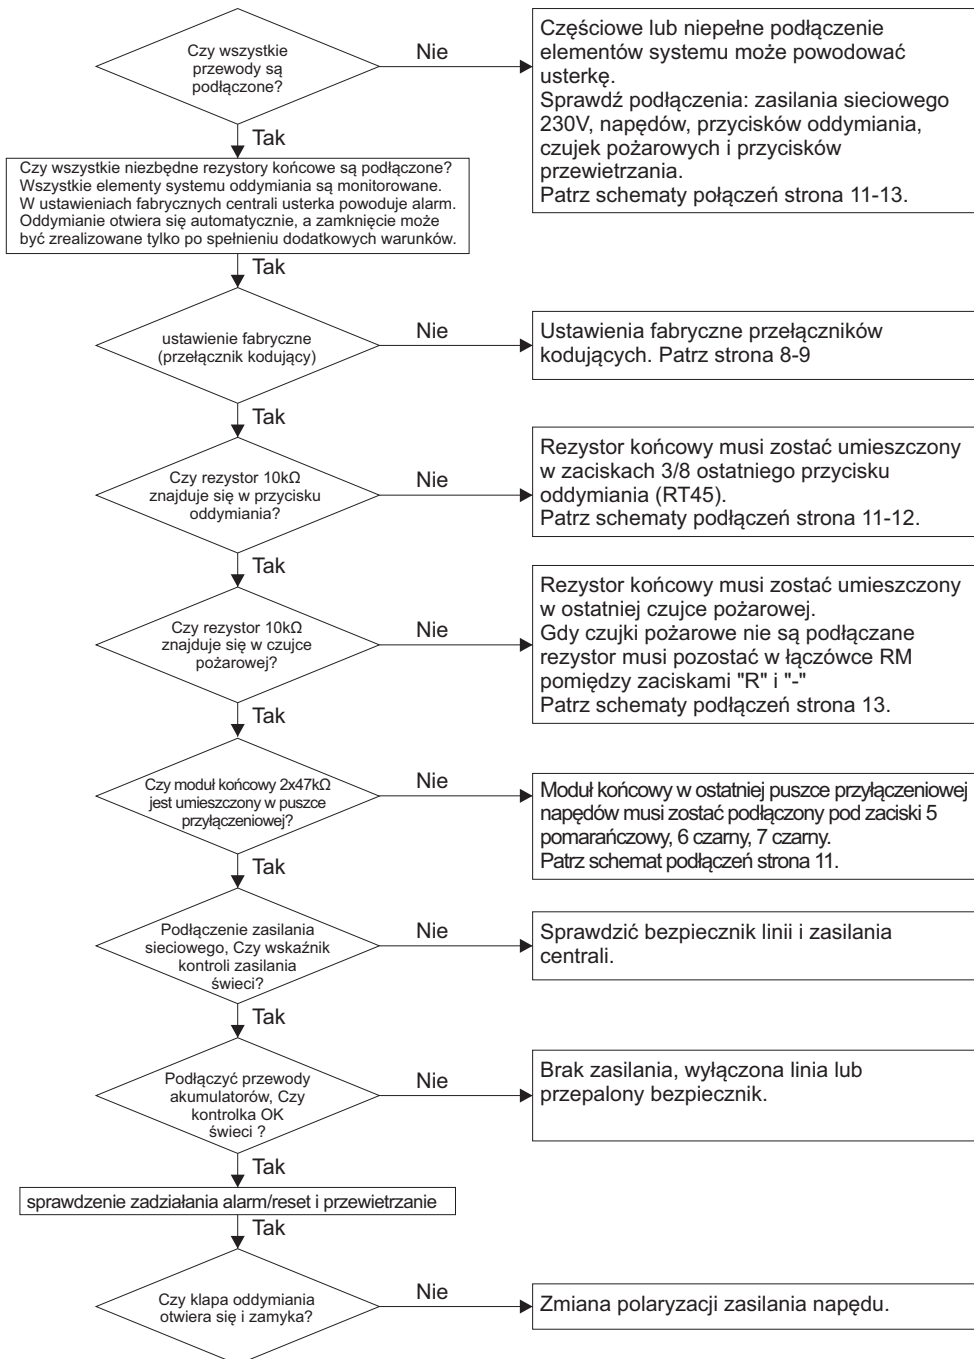 Czy wszystkie
przewody są
podłączone?
Nie
Częściowe lub niepełne podłączenie
elementów systemu może powodować
usterkę.
Sprawdź podłączenia: zasilania sieciowego
230V, napędów, przycisków oddymiania,
czujek pożarowych i przycisków
przewietrzania.
Patrz schematy połączeń strona 11-13.
Tak
Czy wszystkie niezbędne rezystory końcowe są podłączone?
Wszystkie elementy systemu oddymiania są monitorowane.
W ustawieniach fabrycznych centrali usterka powoduje alarm.
Oddymianie otwiera się automatycznie, a zamknięcie może
być zrealizowane tylko po spełnieniu dodatkowych warunków.
Tak
ustawienie fabryczne
(przełącznik kodujący)
Nie
Ustawienia fabryczne przełączników
kodujących. Patrz strona 8-9
Tak
Czy rezystor 10kΩ
znajduje się w przycisku
oddymiania?
Nie
Rezystor końcowy musi zostać umieszczony
w zaciskach 3/8 ostatniego przycisku
oddymiania (RT45).
Patrz schematy podłączeń strona 11-12.
Tak
Czy rezystor 10kΩ
znajduje się w czujce
pożarowej?
Nie
Rezystor końcowy musi zostać umieszczony
w ostatniej czujce pożarowej.
Gdy czujki pożarowe nie są podłączane
rezystor musi pozostać w łączówce RM
pomiędzy zaciskami "R" i "-"
Patrz schematy podłączeń strona 13.
Tak
Czy moduł końcowy 2x47kΩ
jest umieszczony w puszce
przyłączeniowej?
Nie
Moduł końcowy w ostatniej puszce przyłączeniowej
napędów musi zostać podłączony pod zaciski 5
pomarańczowy, 6 czarny, 7 czarny.
Patrz schemat podłączeń strona 11.
Tak
Podłączenie zasilania
sieciowego, Czy wskaźnik
kontroli zasilania
świeci?
Nie
Sprawdzić bezpiecznik linii i zasilania
centrali.
Tak
Podłączyć przewody
akumulatorów, Czy
kontrolka OK
świeci ?
Nie
Brak zasilania, wyłączona linia lub
przepalony bezpiecznik.
Tak
sprawdzenie zadziałania alarm/reset i przewietrzanie
Tak
Czy klapa oddymiania
otwiera się i zamyka?
Nie
Zmiana polaryzacji zasilania napędu.